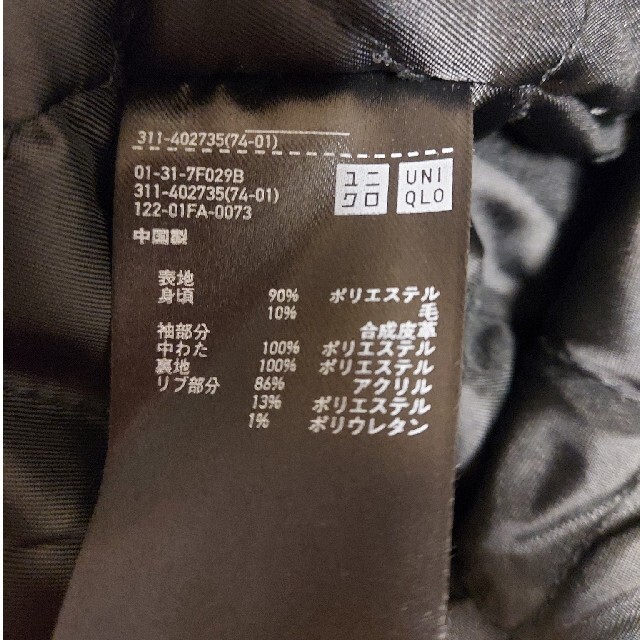 311-402735(74-01)
01-31-7F029B
311-402735(74-01)
122-01FA-0073
中国製
ユニ
クロ
UNI
QLO
表地
身頃 90% ポリエステル
10% 毛
袖部分 合成皮革
中わた 100% ポリエステル
裏地 100% ポリエステル
リブ部分 86% アクリル
13% ポリエステル
1% ポリウレタン